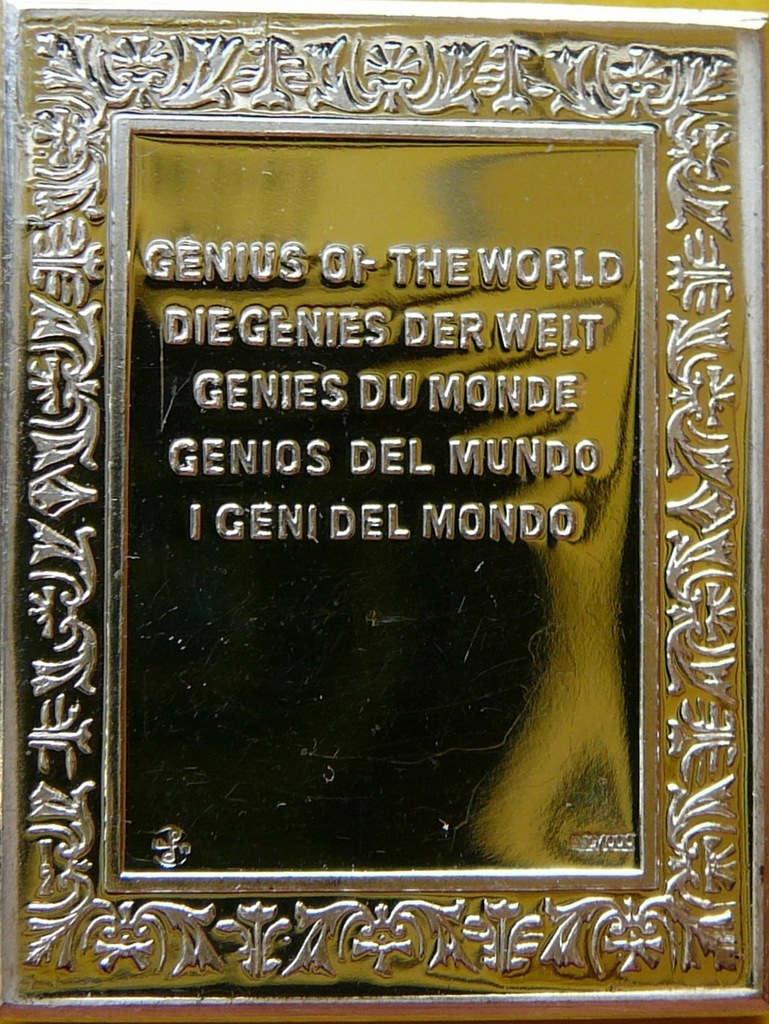 GENIUS OF THE WORLD
DIE GENIES DER WELT
GENIES DU MONDE
GENIOS DEL MUNDO
I GENI DEL MONDO